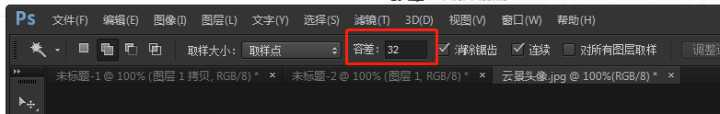 Ps 文件(F) 编辑(E) 图像(I) 图层(L) 文字(Y) 选择(S) 滤镜(T) 3D(D) 视图(V) 窗口(W) 帮助(H)
取样大小: 取样点 容差: 32 消除锯齿 连续 对所有图层取样 调整
未标题-1 @ 100% (图层 1 拷贝, RGB/8) * × 未标题-2 @ 100% (图层 1, RGB/8) * × 云景头像.jpg @ 100%(RGB/8) * ×